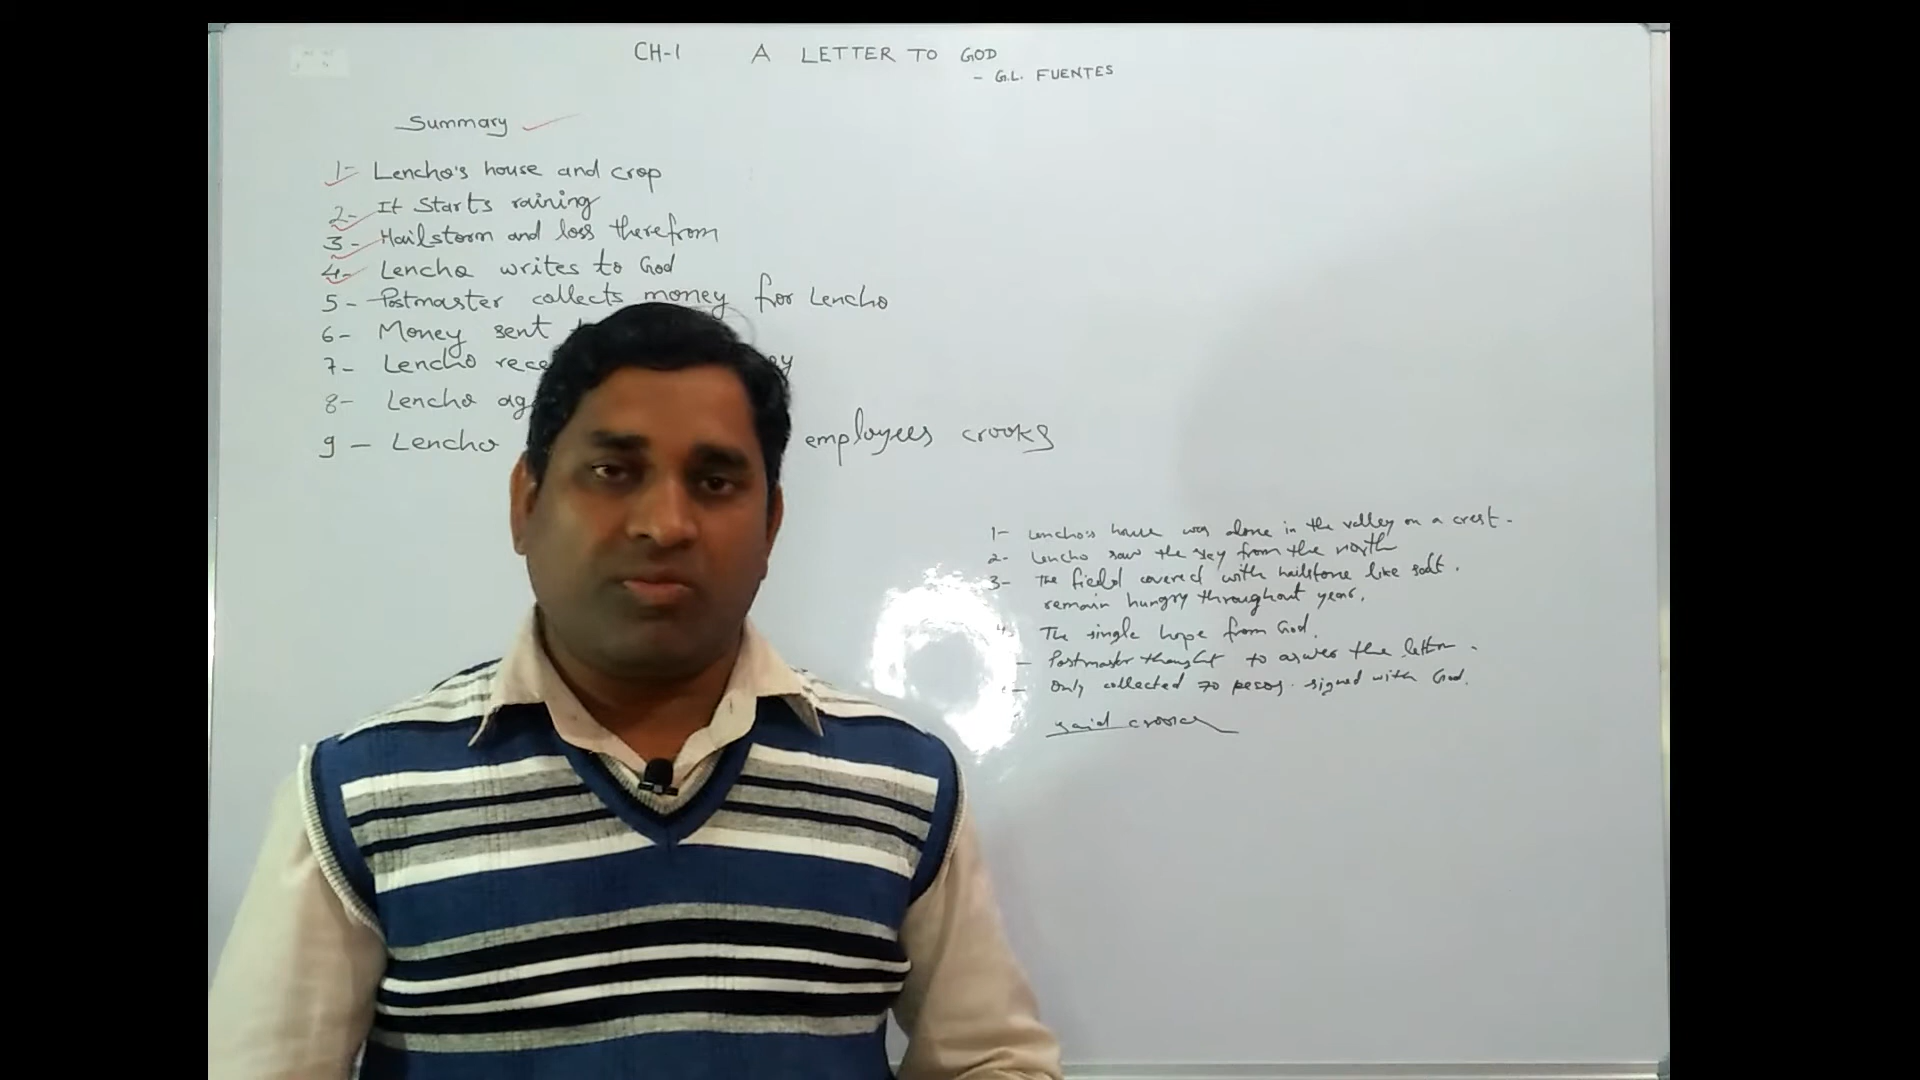 CH-1 A LETTER TO GOD
- G.L. FUENTES
Summary
1- Lencho's house and crop
2- It starts raining
3- Hailstorm and loss therefrom
4- Lencho writes to God
5- Postmaster collects money for Lencho
6- Money sent
7- Lencho
8- Lencho
9- Lencho employees crooks
1- Lencho's house was alone in the valley on a crest.
2- Lencho saw the sky from the north
3- The field covered with hailstone like salt.
remain hungry throughout year.
4- The single hope from God.
- Postmaster thought to answer the letter.
- Only collected 70 pesos. signed with God.
said